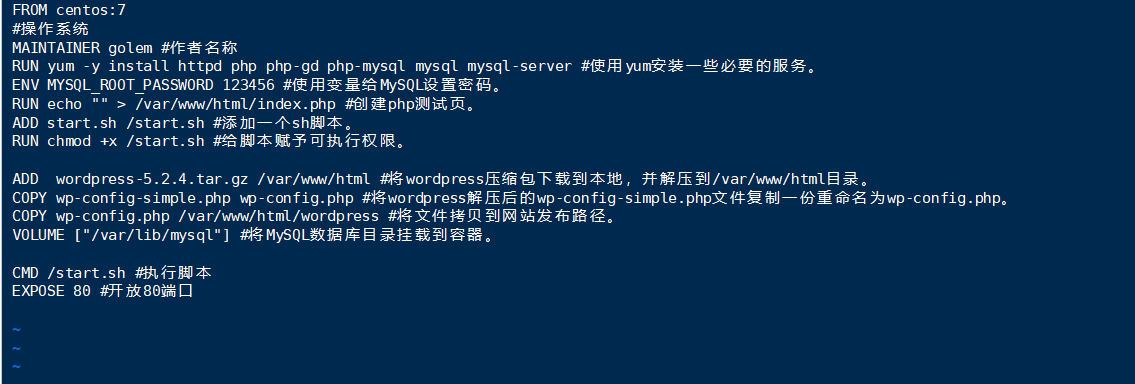 FROM centos:7
#操作系统
MAINTAINER golem #作者名称
RUN yum -y install httpd php php-gd php-mysql mysql mysql-server #使用yum安装一些必要的服务。
ENV MYSQL_ROOT_PASSWORD 123456 #使用变量给MySQL设置密码。
RUN echo "" > /var/www/html/index.php #创建php测试页。
ADD start.sh /start.sh #添加一个sh脚本。
RUN chmod +x /start.sh #给脚本赋予可执行权限。
ADD  wordpress-5.2.4.tar.gz /var/www/html #将wordpress压缩包下载到本地，并解压到/var/www/html目录。
COPY wp-config-simple.php wp-config.php #将wordpress解压后的wp-config-simple.php文件复制一份重命名为wp-config.php。
COPY wp-config.php /var/www/html/wordpress #将文件拷贝到网站发布路径。
VOLUME ["/var/lib/mysql"] #将MySQL数据库目录挂载到容器。
CMD /start.sh #执行脚本
EXPOSE 80 #开放80端口
~
~
~